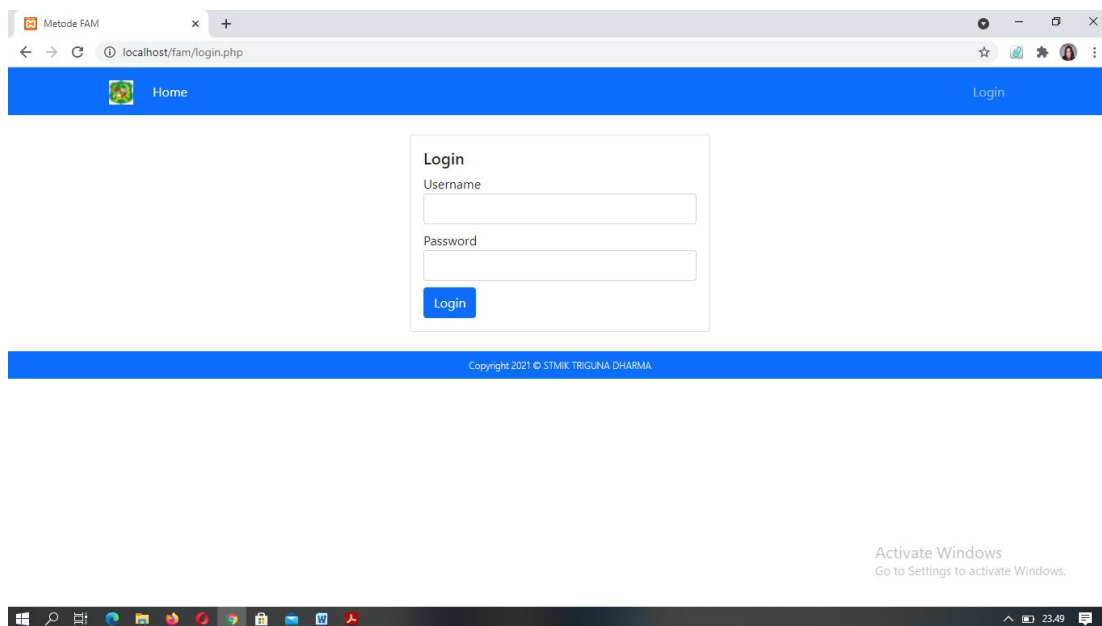 Metode FAM
localhost/fam/login.php
Home
Login
Login
Username
Password
Login
Copyright 2021 © STMIK TRIGUNA DHARMA
Activate Windows
Go to Settings to activate Windows.
23.49